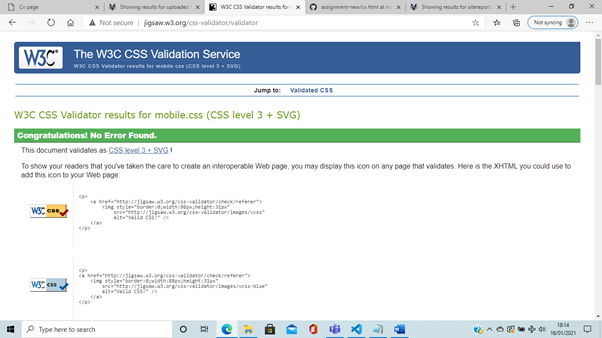 Cv page
Showing results for uploaded
W3C CSS Validator results for m
assignment-new/cv.html at m
Showing results for sitereport
Not secure | jigsaw.w3.org/css-validator/validator
Not syncing
W3C The W3C CSS Validation Service
W3C CSS Validator results for mobile.css (CSS level 3 + SVG)
Jump to: Validated CSS
W3C CSS Validator results for mobile.css (CSS level 3 + SVG)
Congratulations! No Error Found.
This document validates as CSS level 3 + SVG !
To show your readers that you've taken the care to create an interoperable Web page, you may display this icon on any page that validates. Here is the XHTML you could use to
add this icon to your Web page:
W3C CSS
<p>
<a href="http://jigsaw.w3.org/css-validator/check/referer">
<img style="border:0;width:88px;height:31px"
src="http://jigsaw.w3.org/css-validator/images/vcss"
alt="Valid CSS!" />
</a>
</p>
W3C CSS
<p>
<a href="http://jigsaw.w3.org/css-validator/check/referer">
<img style="border:0;width:88px;height:31px"
src="http://jigsaw.w3.org/css-validator/images/vcss-blue"
alt="Valid CSS!" />
</a>
</p>
Type here to search
18:14
16/01/2021